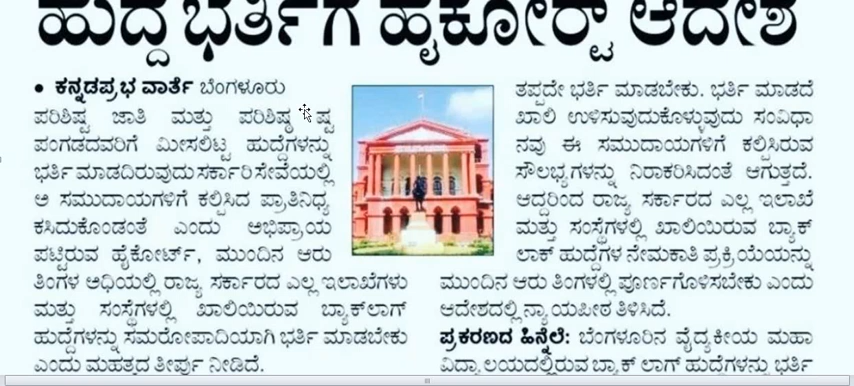 ಹುದ್ದೆ ಭರ್ತಿಗೆ ಹೈಕೋರ್ಟ್ ಆದೇಶ
• ಕನ್ನಡಪ್ರಭ ವಾರ್ತೆ ಬೆಂಗಳೂರು
ಪರಿಶಿಷ್ಟ ಜಾತಿ ಮತ್ತು ಪರಿಶಿಷ್ಠ ಷ್ಟ
ಪಂಗಡದವರಿಗೆ ಮೀಸಲಿಟ್ಟ ಹುದ್ದೆಗಳನ್ನು
ಭರ್ತಿ ಮಾಡದಿರುವುದು ಸರ್ಕಾರಿ ಸೇವೆಯಲ್ಲಿ
ಆ ಸಮುದಾಯಗಳಿಗೆ ಕಲ್ಪಿಸಿದ ಪ್ರಾತಿನಿಧ್ಯ
ಕಸಿದುಕೊಂಡಂತೆ ಎಂದು ಅಭಿಪ್ರಾಯ
ಪಟ್ಟಿರುವ ಹೈಕೋರ್ಟ್, ಮುಂದಿನ ಆರು
ತಿಂಗಳ ಅಧಿಯಲ್ಲಿ ರಾಜ್ಯ ಸರ್ಕಾರದ ಎಲ್ಲ ಇಲಾಖೆಗಳು
ಮತ್ತು ಸಂಸ್ಥೆಗಳಲ್ಲಿ ಖಾಲಿಯಿರುವ ಬ್ಯಾಕ್‌ಲಾಗ್
ಹುದ್ದೆಗಳನ್ನು ಸಮರೋಪಾದಿಯಾಗಿ ಭರ್ತಿ ಮಾಡಬೇಕು
ಎಂದು ಮಹತ್ವದ ತೀರ್ಪು ನೀಡಿದೆ.
ತಪ್ಪದೇ ಭರ್ತಿ ಮಾಡಬೇಕು. ಭರ್ತಿ ಮಾಡದೆ
ಖಾಲಿ ಉಳಿಸುವುದುಕೊಳ್ಳುವುದು ಸಂವಿಧಾ
ನವು ಈ ಸಮುದಾಯಗಳಿಗೆ ಕಲ್ಪಿಸಿರುವ
ಸೌಲಭ್ಯಗಳನ್ನು ನಿರಾಕರಿಸಿದಂತೆ ಆಗುತ್ತದೆ.
ಆದ್ದರಿಂದ ರಾಜ್ಯ ಸರ್ಕಾರದ ಎಲ್ಲ ಇಲಾಖೆ
ಮತ್ತು ಸಂಸ್ಥೆಗಳಲ್ಲಿ ಖಾಲಿಯಿರುವ ಬ್ಯಾಕ್
ಲಾಕ್ ಹುದ್ದೆಗಳ ನೇಮಕಾತಿ ಪ್ರಕ್ರಿಯೆಯನ್ನು
ಮುಂದಿನ ಆರು ತಿಂಗಳಲ್ಲಿ ಪೂರ್ಣಗೊಳಿಸಬೇಕು ಎಂದು
ಆದೇಶದಲ್ಲಿ ನ್ಯಾಯಪೀಠ ತಿಳಿಸಿದೆ.
ಪ್ರಕರಣದ ಹಿನ್ನೆಲೆ: ಬೆಂಗಳೂರಿನ ವೈದ್ಯಕೀಯ ಮಹಾ
ವಿದ್ಯಾಲಯದಲ್ಲಿರುವ ಬ್ಯಾಕ್ ಲಾಗ್ ಹುದ್ದೆಗಳನ್ನು ಭರ್ತಿ